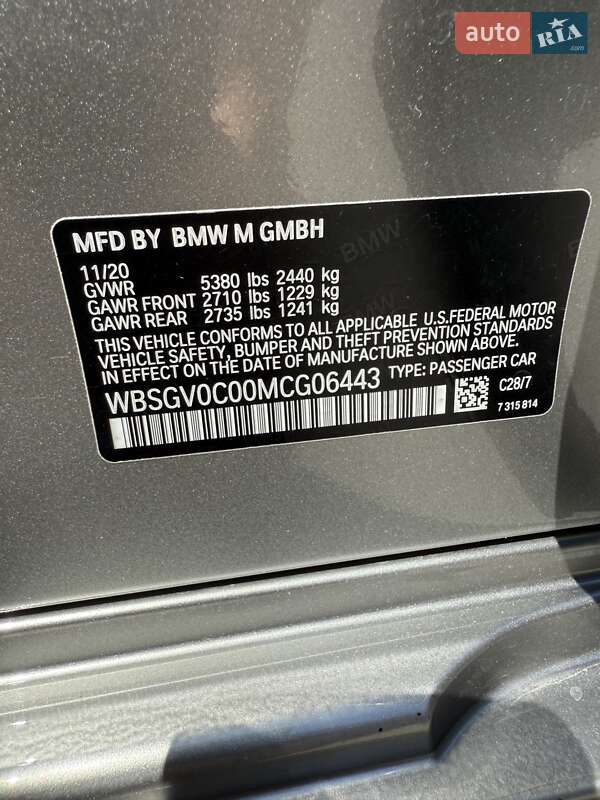 auto RIA.com
MFD BY BMW M GMBH
11/20
GVWR 5380 lbs 2440 kg
GAWR FRONT 2710 lbs 1229 kg
GAWR REAR 2735 lbs 1241 kg
THIS VEHICLE CONFORMS TO ALL APPLICABLE U.S.FEDERAL MOTOR
VEHICLE SAFETY, BUMPER AND THEFT PREVENTION STANDARDS
IN EFFECT ON THE DATE OF MANUFACTURE SHOWN ABOVE.
WBSGV0C00MCG06443 TYPE: PASSENGER CAR
C28/7
7 315 814
BMW